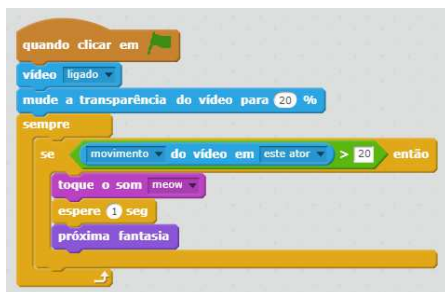 quando clicar em
vídeo ligado
mude a transparência do vídeo para 20 %
sempre
se movimento do vídeo em este ator > 20 então
toque o som meow
espere 1 seg
próxima fantasia